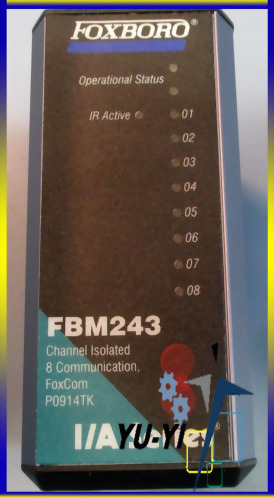 FOXBORO®
Operational Status
IR Active 01
02
03
04
05
06
07
08
FBM243
Channel Isolated
8 Communication,
FoxCom
P0914TK
I/A
YU-YI